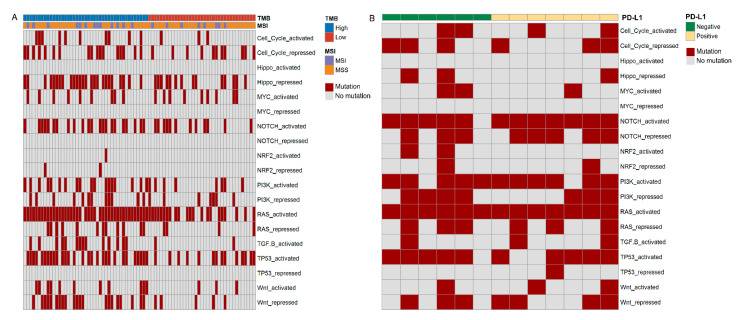 A
TMB
MSI
Cell_Cycle_activated
Cell_Cycle_repressed
Hippo_activated
Hippo_repressed
MYC_activated
MYC_repressed
NOTCH_activated
NOTCH_repressed
NRF2_activated
NRF2_repressed
PI3K_activated
PI3K_repressed
RAS_activated
RAS_repressed
TGF.B_activated
TP53_activated
TP53_repressed
Wnt_activated
Wnt_repressed
TMB
High
Low
MSI
MSI
MSS
Mutation
No mutation
B
PD-L1
Cell_Cycle_activated
Cell_Cycle_repressed
Hippo_activated
Hippo_repressed
MYC_activated
MYC_repressed
NOTCH_activated
NOTCH_repressed
NRF2_activated
NRF2_repressed
PI3K_activated
PI3K_repressed
RAS_activated
RAS_repressed
TGF.B_activated
TP53_activated
TP53_repressed
Wnt_activated
Wnt_repressed
PD-L1
Negative
Positive
Mutation
No mutation